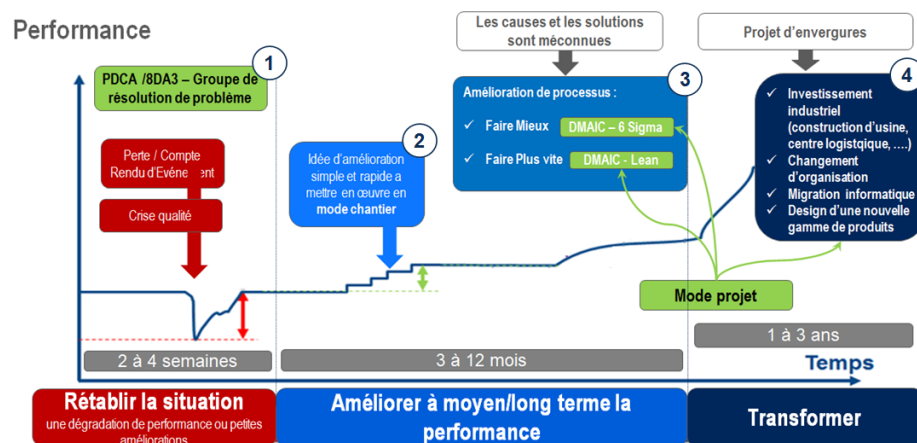 Performance
Les causes et les solutions
sont méconnues
Projet d'envergures
1
PDCA /8DA3 – Groupe de
résolution de problème
Perte / Compte
Rendu d'Evénement
Crise qualité
2
Idée d'amélioration
simple et rapide a
mettre en œuvre en
mode chantier
3
Amélioration de processus :
✓ Faire Mieux DMAIC – 6 Sigma
✓ Faire Plus vite DMAIC - Lean
4
✓ Investissement
industriel
(construction d'usine,
centre logistqique, ....)
✓ Changement
d'organisation
✓ Migration informatique
✓ Design d'une nouvelle
gamme de produits
Mode projet
2 à 4 semaines
3 à 12 mois
1 à 3 ans
Temps
Rétablir la situation
une dégradation de performance ou petites
améliorations
Améliorer à moyen/long terme la
performance
Transformer